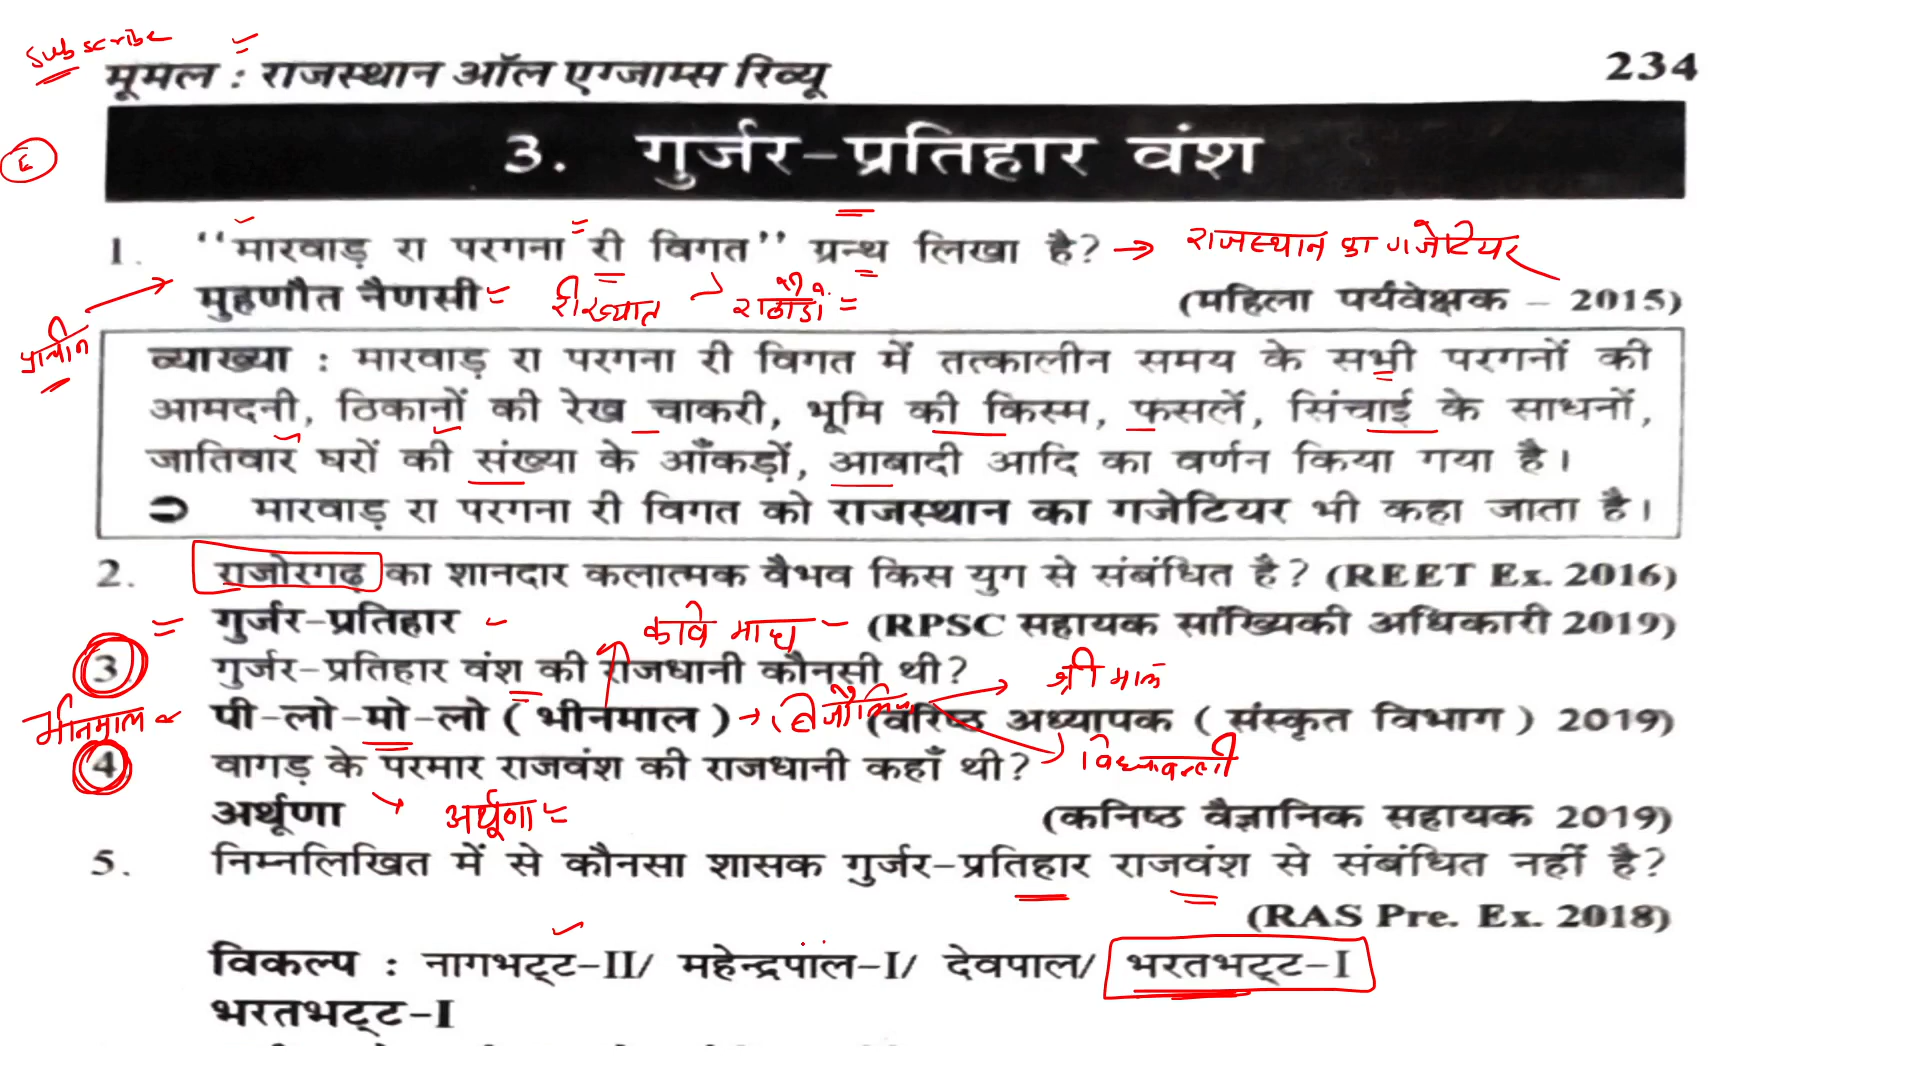 Subscribe
मूमल : राजस्थान ऑल एग्जाम्स रिव्यू 234
3. गुर्जर-प्रतिहार वंश
1. ‘‘मारवाड़ रा परगना री विगत’’ ग्रन्थ लिखा है? → राजस्थान का गजेटियर
मुहणौत नैणसी री ख्यात राठौडो (महिला पर्यवेक्षक – 2015)
व्याख्या : मारवाड़ रा परगना री विगत में तत्कालीन समय के सभी परगनों की
आमदनी, ठिकानों की रेख चाकरी, भूमि की किस्म, फसलें, सिंचाई के साधनों,
जातिवार घरों की संख्या के आँकड़ों, आबादी आदि का वर्णन किया गया है।
मारवाड़ रा परगना री विगत को राजस्थान का गजेटियर भी कहा जाता है।
2. राजोरगढ़ का शानदार कलात्मक वैभव किस युग से संबंधित है? (REET Ex. 2016)
गुर्जर-प्रतिहार कवि माघ (RPSC सहायक सांख्यिकी अधिकारी 2019)
3 गुर्जर-प्रतिहार वंश की राजधानी कौनसी थी?
श्री माल
भीनमाल पी-लो-मो-लो (भीनमाल) → (वरिष्ठ अध्यापक (संस्कृत विभाग) 2019)
4 वागड़ के परमार राजवंश की राजधानी कहाँ थी?
अर्थूणा अर्थूणा (कनिष्ठ वैज्ञानिक सहायक 2019)
5. निम्नलिखित में से कौनसा शासक गुर्जर-प्रतिहार राजवंश से संबंधित नहीं है?
(RAS Pre. Ex. 2018)
विकल्प : नागभट्ट-II/ महेन्द्रपाल-I/ देवपाल/ भरतभट्ट-I
भरतभट्ट-I